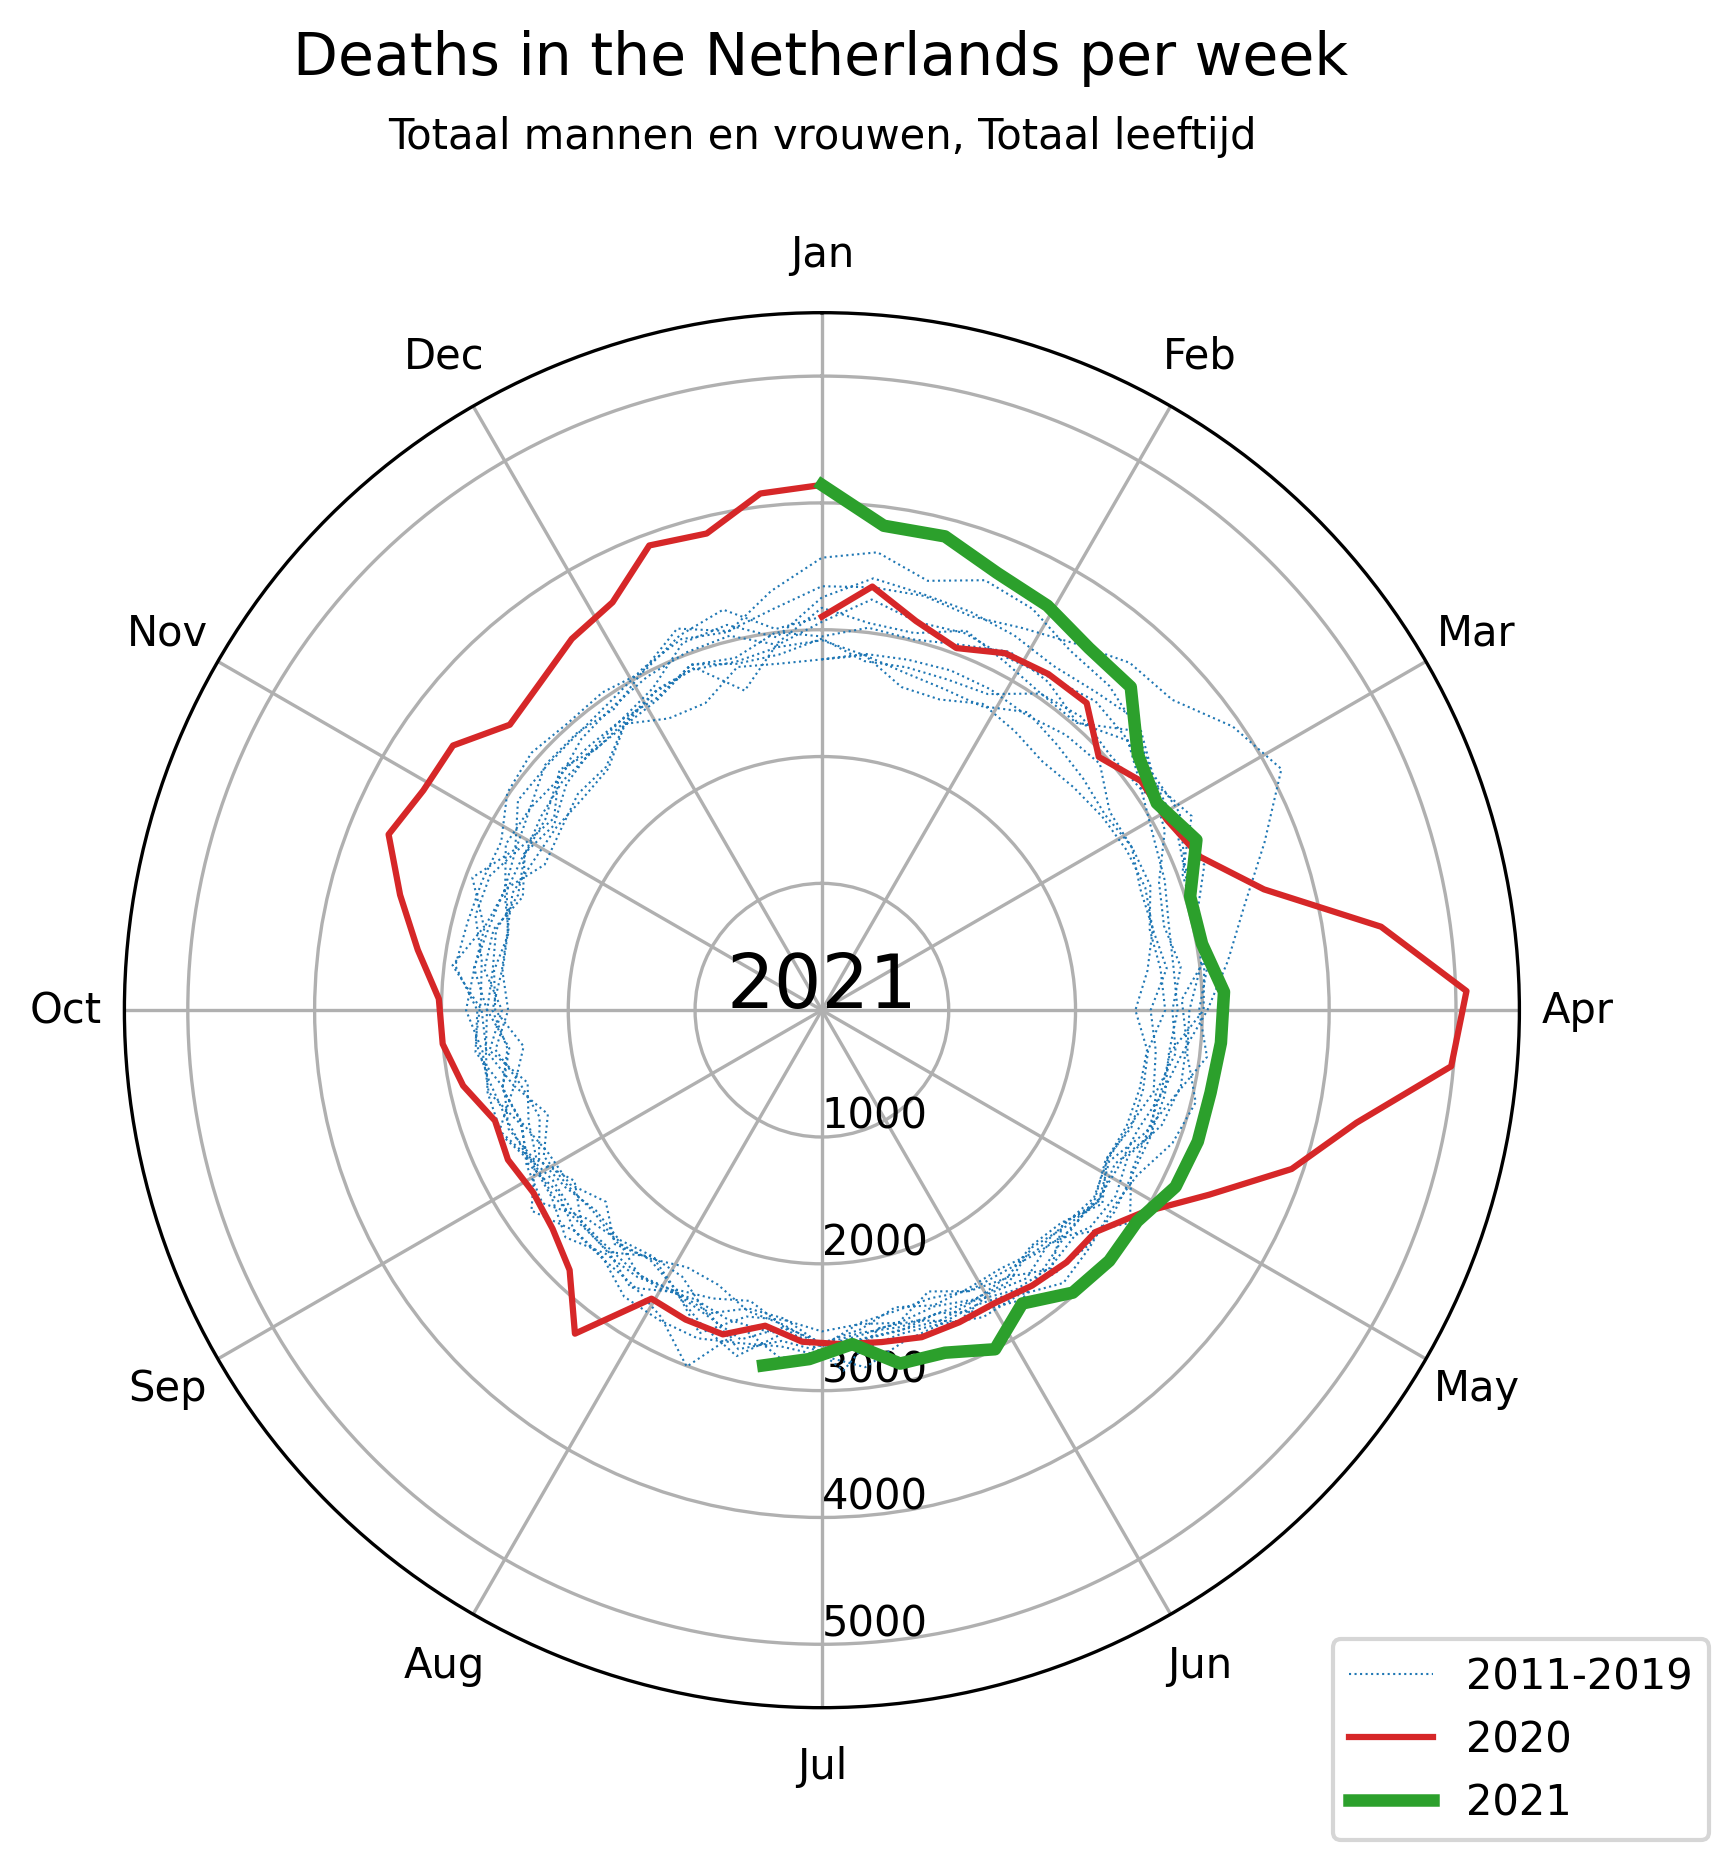 Deaths in the Netherlands per week
Totaal mannen en vrouwen, Totaal leeftijd
Jan
Dec
Feb
Nov
Mar
2021
Oct
Apr
1000
2000
3000
Sep
May
4000
5000
Aug
Jun
Jul
2011-2019
2020
2021